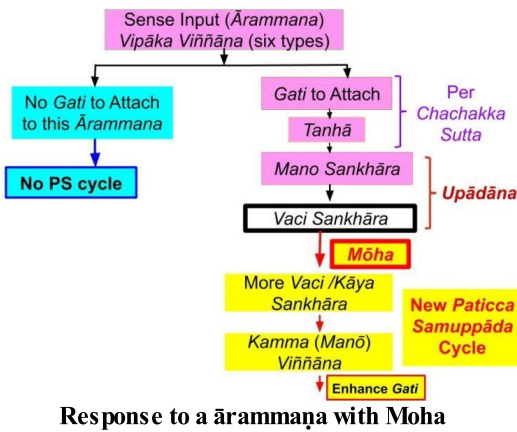 Sense Input (Ārammana)
Vipāka Viññāna (six types)
No Gati to Attach
to this Ārammana
No PS cycle
Gati to Attach
Tanhā
Per
Chachakka
Sutta
Mano Sankhāra
Vaci Sankhāra
Upādāna
Mōha
More Vaci /Kāya
Sankhāra
Kamma (Manō)
Viññāna
Enhance Gati
New Paticca
Samuppāda
Cycle
Response to a ārammaṇa with Moha